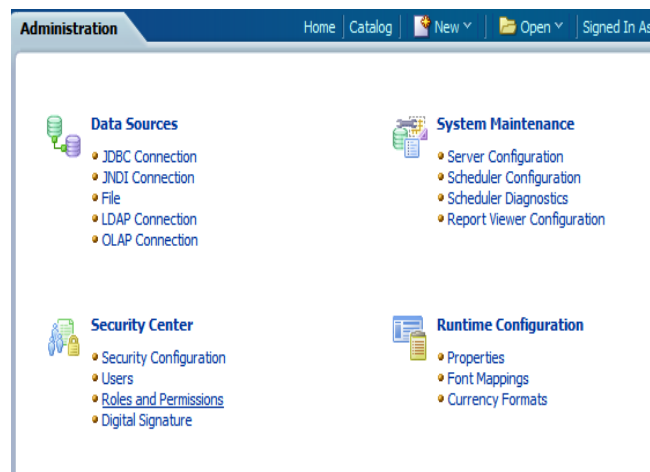 Administration
Home Catalog New Open Signed In As
Data Sources
JDBC Connection
JNDI Connection
File
LDAP Connection
OLAP Connection
System Maintenance
Server Configuration
Scheduler Configuration
Scheduler Diagnostics
Report Viewer Configuration
Security Center
Security Configuration
Users
Roles and Permissions
Digital Signature
Runtime Configuration
Properties
Font Mappings
Currency Formats